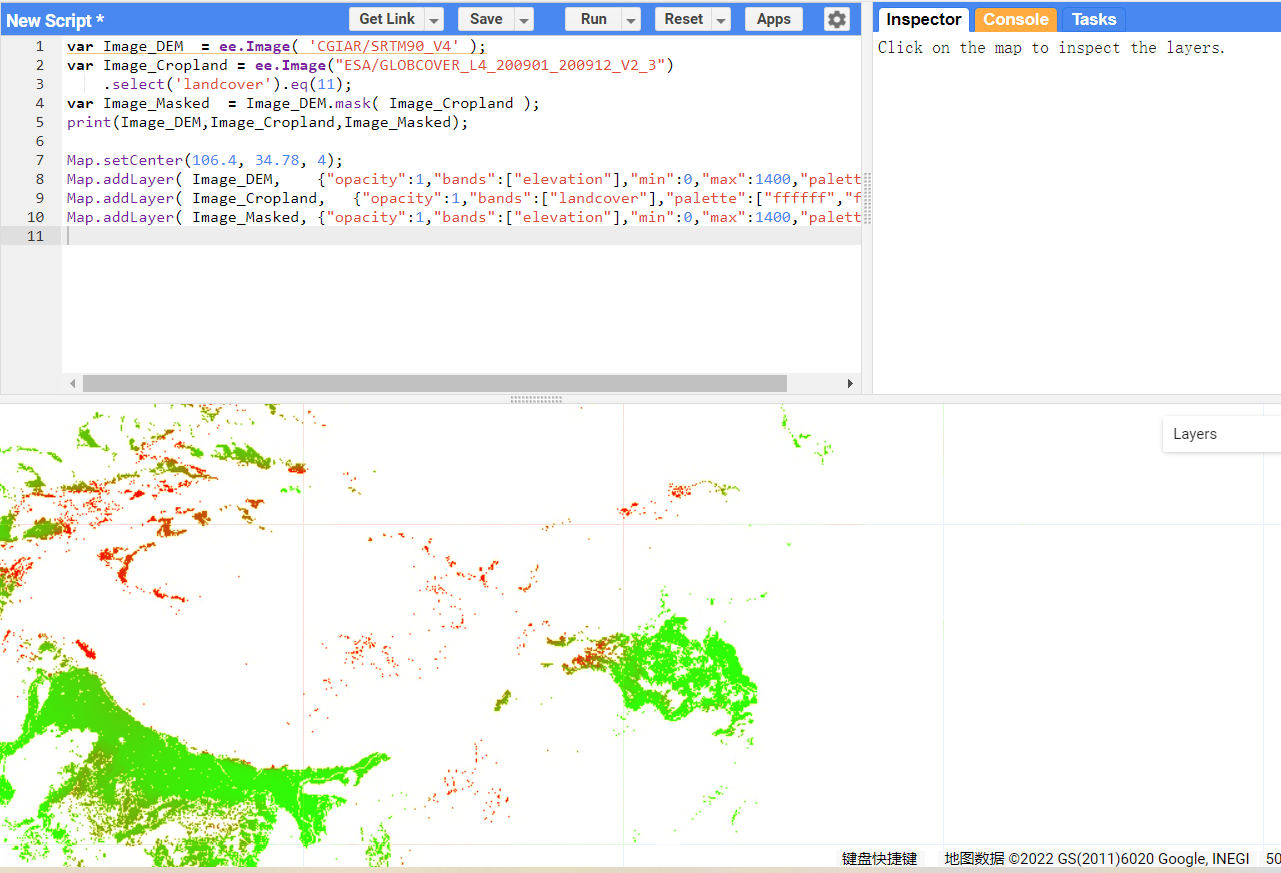 New Script * Get Link Save Run Reset Apps Inspector Console Tasks
Click on the map to inspect the layers.
1 var Image_DEM  = ee.Image( 'CGIAR/SRTM90_V4' );
2 var Image_Cropland = ee.Image("ESA/GLOBCOVER_L4_200901_200912_V2_3")
3     .select('landcover').eq(11);
4 var Image_Masked  = Image_DEM.mask( Image_Cropland );
5 print(Image_DEM,Image_Cropland,Image_Masked);
6
7 Map.setCenter(106.4, 34.78, 4);
8 Map.addLayer( Image_DEM,    {"opacity":1,"bands":["elevation"],"min":0,"max":1400,"palett
9 Map.addLayer( Image_Cropland,   {"opacity":1,"bands":["landcover"],"palette":["ffffff","f
10 Map.addLayer( Image_Masked, {"opacity":1,"bands":["elevation"],"min":0,"max":1400,"palett
11
Layers
键盘快捷键 地图数据 ©2022 GS(2011)6020 Google, INEGI 50